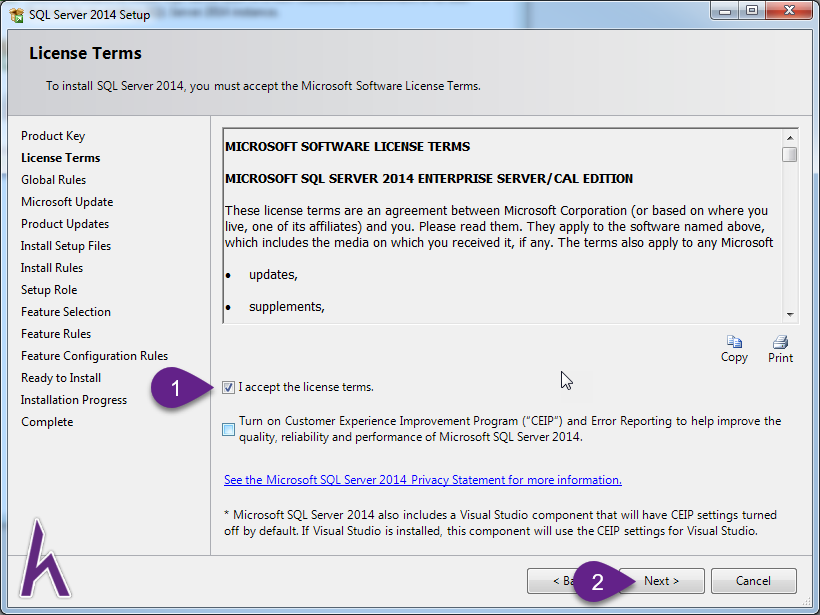 SQL Server 2014 Setup
License Terms
To install SQL Server 2014, you must accept the Microsoft Software License Terms.
Product Key
License Terms
Global Rules
Microsoft Update
Product Updates
Install Setup Files
Install Rules
Setup Role
Feature Selection
Feature Rules
Feature Configuration Rules
Ready to Install
Installation Progress
Complete
MICROSOFT SOFTWARE LICENSE TERMS
MICROSOFT SQL SERVER 2014 ENTERPRISE SERVER/CAL EDITION
These license terms are an agreement between Microsoft Corporation (or based on where you
live, one of its affiliates) and you. Please read them. They apply to the software named above,
which includes the media on which you received it, if any. The terms also apply to any Microsoft
• updates,
• supplements,
Copy
Print
1
I accept the license terms.
Turn on Customer Experience Improvement Program ("CEIP") and Error Reporting to help improve the
quality, reliability and performance of Microsoft SQL Server 2014.
See the Microsoft SQL Server 2014 Privacy Statement for more information.
* Microsoft SQL Server 2014 also includes a Visual Studio component that will have CEIP settings turned
off by default. If Visual Studio is installed, this component will use the CEIP settings for Visual Studio.
< Ba
2
Next >
Cancel